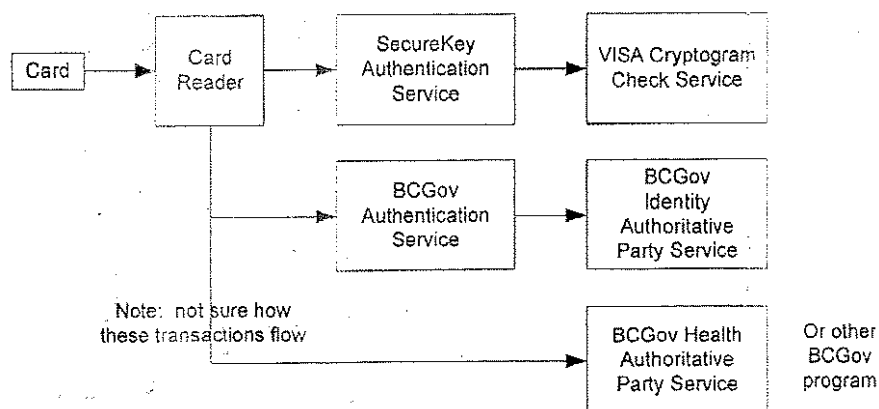 Card
Card
Reader
SecureKey
Authentication
Service
VISA Cryptogram
Check Service
BCGov
Authentication
Service
BCGov
Identity
Authoritative
Party Service
Note: not sure how
these transactions flow
BCGov Health
Authoritative
Party Service
Or other
BCGov
program